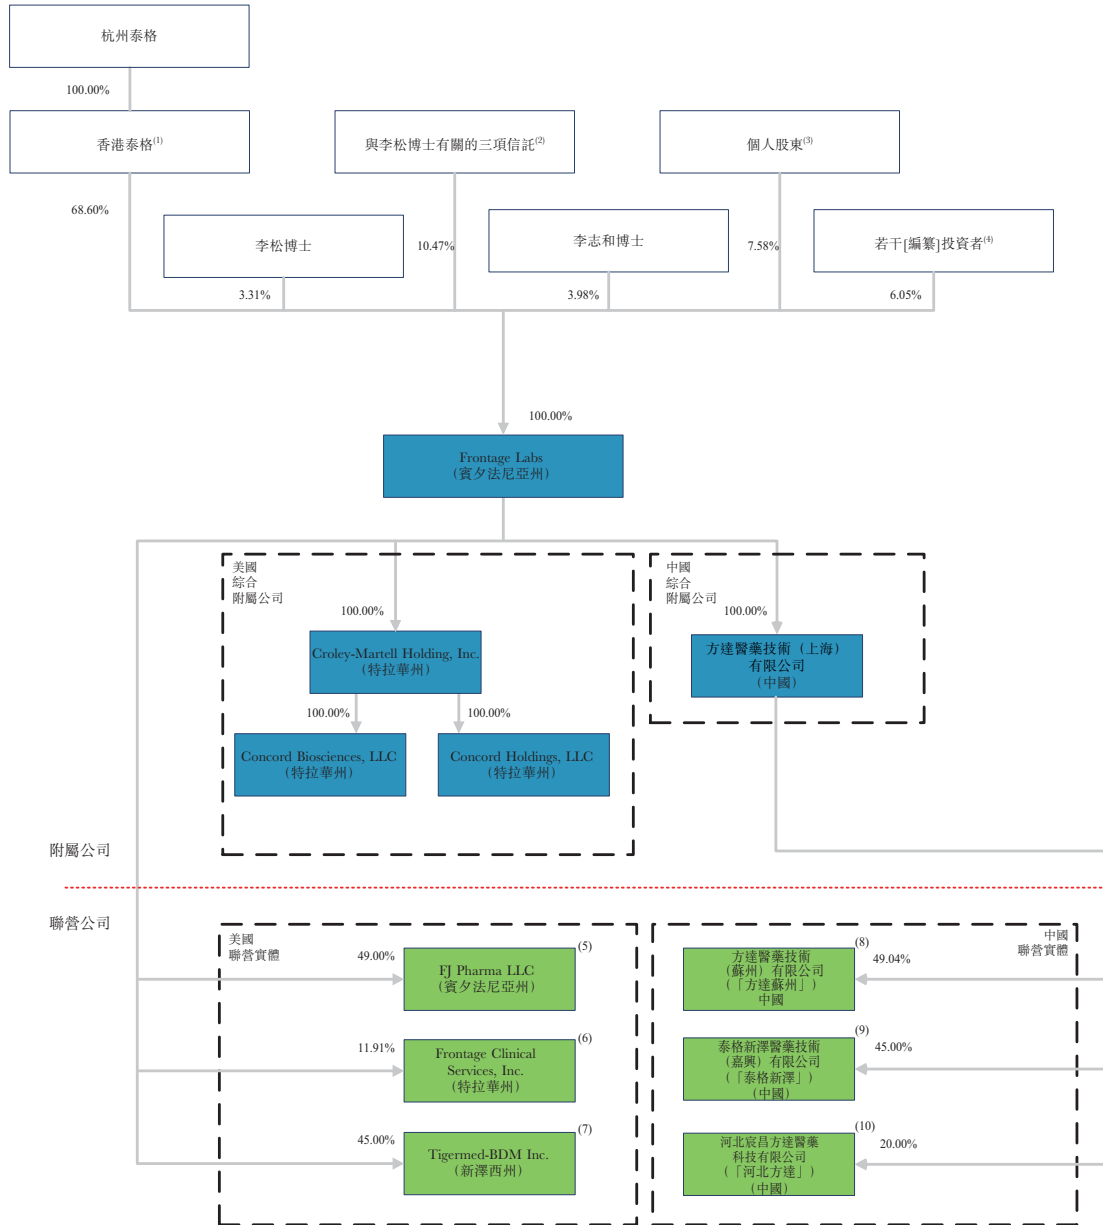 杭州泰格
100.00%
香港泰格(1)
與李松博士有關的三項信託(2)
個人股東(3)
68.60%
李松博士
10.47%
李志和博士
7.58%
若干[編纂]投資者(4)
3.31%
3.98%
6.05%
100.00%
Frontage Labs
(賓夕法尼亞州)
美國
綜合
附屬公司
中國
綜合
附屬公司
100.00%
100.00%
Croley-Martell Holding, Inc.
(特拉華州)
方達醫藥技術(上海)
有限公司
(中國)
100.00%
100.00%
Concord Biosciences, LLC
(特拉華州)
Concord Holdings, LLC
(特拉華州)
附屬公司
聯營公司
美國
聯營實體
中國
聯營實體
49.00%
FJ Pharma LLC
(賓夕法尼亞州)
(5)
方達醫藥技術
(蘇州)有限公司
(「方達蘇州」)
中國
(8)
49.04%
11.91%
Frontage Clinical
Services, Inc.
(特拉華州)
(6)
泰格新澤醫藥技術
(嘉興)有限公司
(「泰格新澤」)
(中國)
(9)
45.00%
45.00%
Tigermed-BDM Inc.
(新澤西州)
(7)
河北宸昌方達醫藥
科技有限公司
(「河北方達」)
(中國)
(10)
20.00%